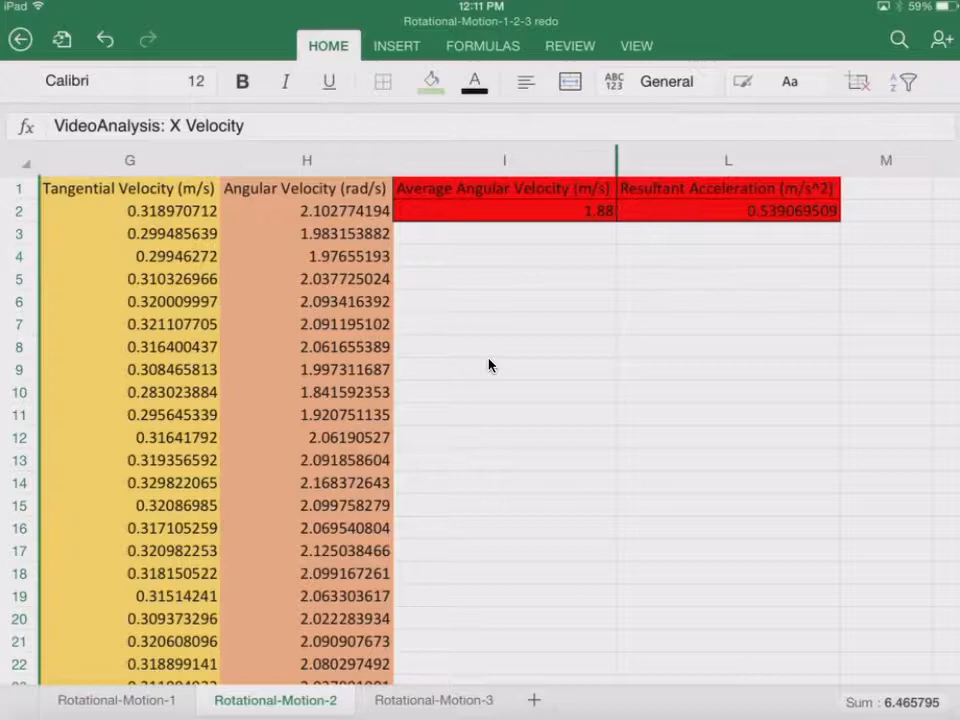 iPad 12:11 PM 59%
Rotational-Motion-1-2-3 redo
HOME INSERT FORMULAS REVIEW VIEW
Calibri 12 B I U A ABC 123 General Aa A Z
fx VideoAnalysis: X Velocity
G H I L M
1 Tangential Velocity (m/s) Angular Velocity (rad/s) Average Angular Velocity (m/s) Resultant Acceleration (m/s^2)
2 0.318970712 2.102774194 1.88 0.539069509
3 0.299485639 1.983153882
4 0.29946272 1.97655193
5 0.310326966 2.037725024
6 0.320009997 2.093416392
7 0.321107705 2.091195102
8 0.316400437 2.061655389
9 0.308465813 1.997311687
10 0.283023884 1.841592353
11 0.295645339 1.920751135
12 0.31641792 2.06190527
13 0.319356592 2.091858604
14 0.329822065 2.168372643
15 0.32086985 2.099758279
16 0.317105259 2.069540804
17 0.320982253 2.125038466
18 0.318150522 2.099167261
19 0.31514241 2.063303617
20 0.309373296 2.022283934
21 0.320608096 2.090907673
22 0.318899141 2.080297492
Rotational-Motion-1 Rotational-Motion-2 Rotational-Motion-3 + Sum : 6.465795